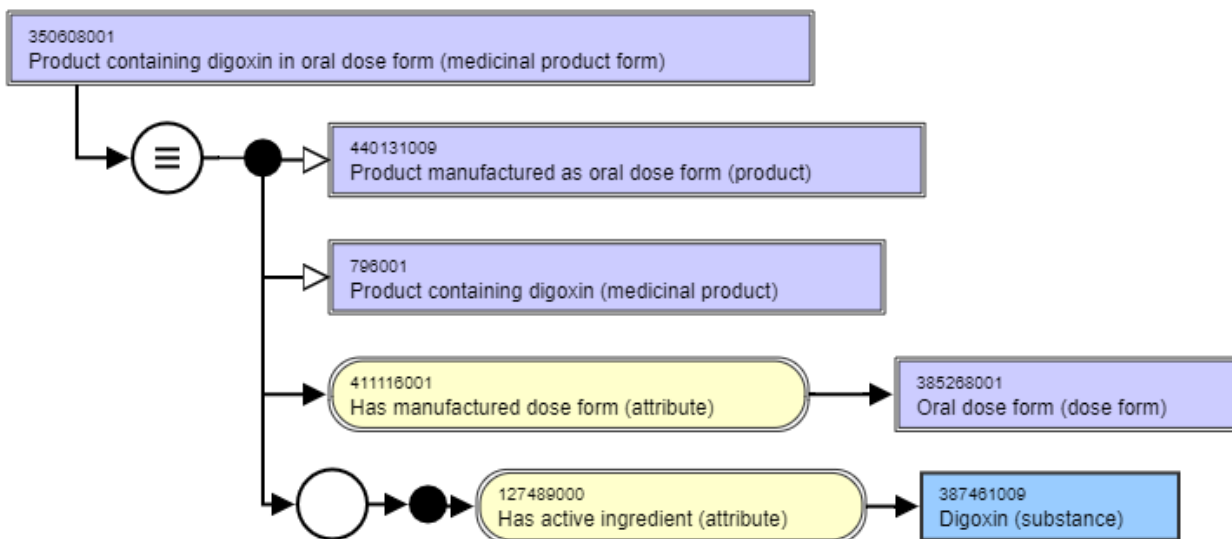 350608001
Product containing digoxin in oral dose form (medicinal product form)
440131009
Product manufactured as oral dose form (product)
796001
Product containing digoxin (medicinal product)
411116001
Has manufactured dose form (attribute)
385268001
Oral dose form (dose form)
127489000
Has active ingredient (attribute)
387461009
Digoxin (substance)